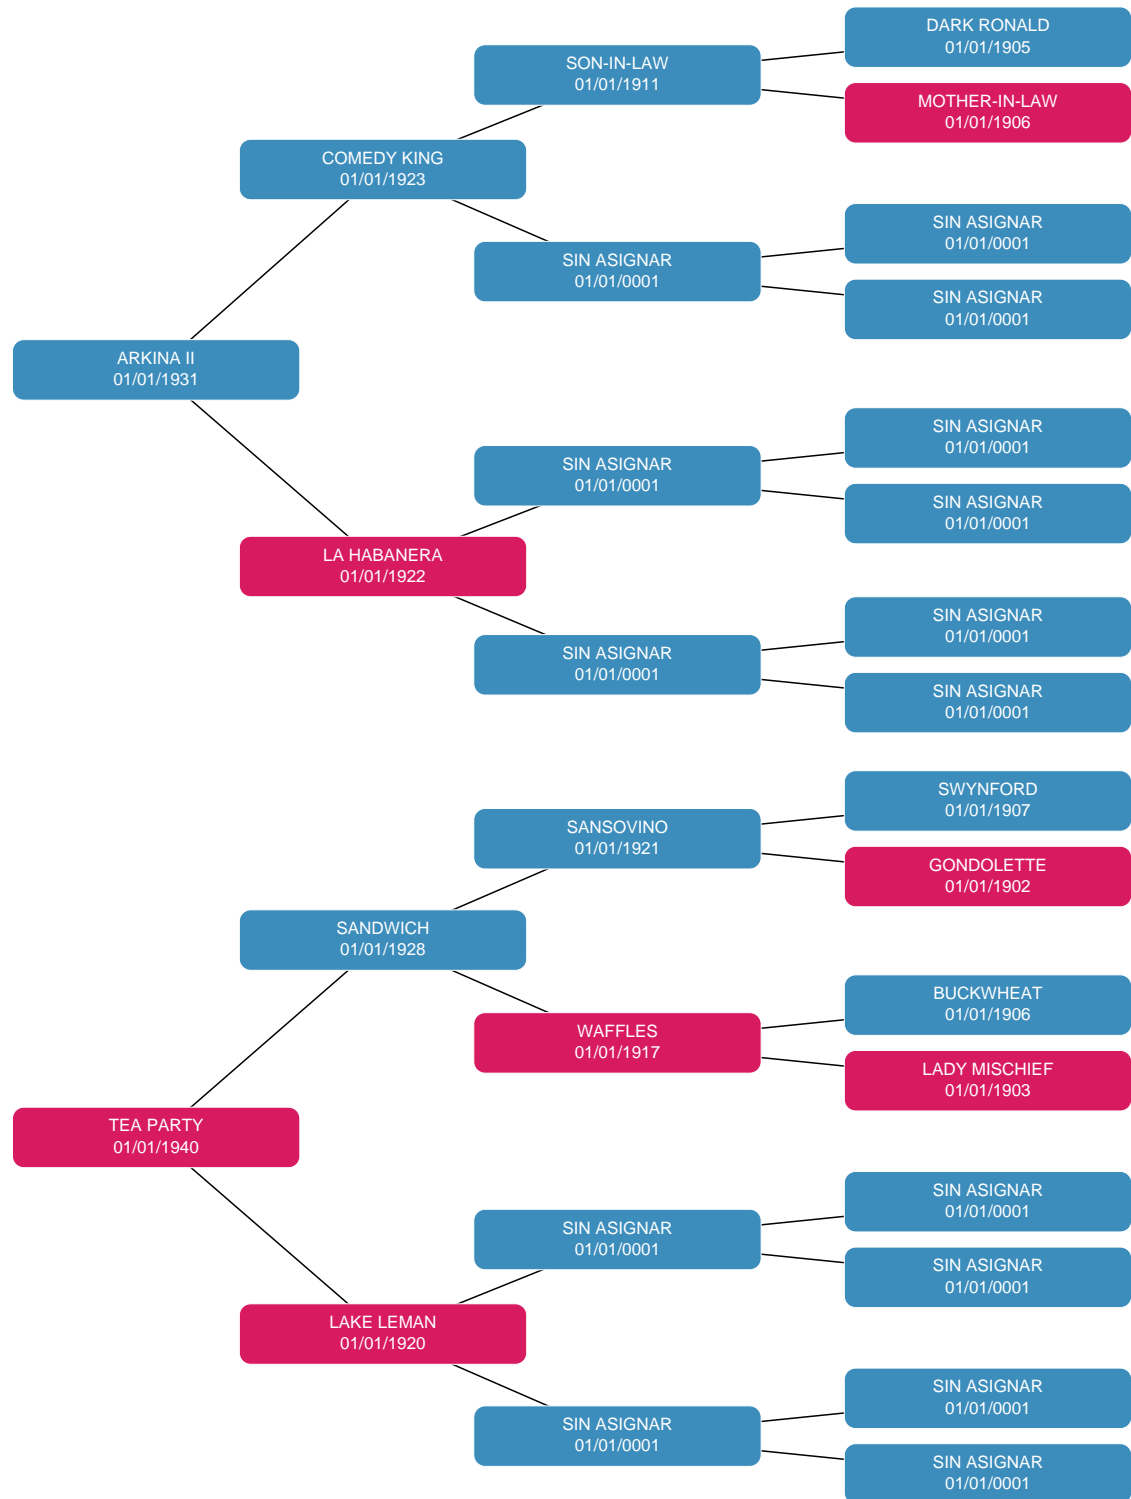 DARK RONALD
01/01/1905
SON-IN-LAW
01/01/1911
MOTHER-IN-LAW
01/01/1906
COMEDY KING
01/01/1923
SIN ASIGNAR
01/01/0001
SIN ASIGNAR
01/01/0001
SIN ASIGNAR
01/01/0001
ARKINA II
01/01/1931
SIN ASIGNAR
01/01/0001
SIN ASIGNAR
01/01/0001
SIN ASIGNAR
01/01/0001
LA HABANERA
01/01/1922
SIN ASIGNAR
01/01/0001
SIN ASIGNAR
01/01/0001
SIN ASIGNAR
01/01/0001
SWYNFORD
01/01/1907
SANSOVINO
01/01/1921
GONDOLETTE
01/01/1902
SANDWICH
01/01/1928
BUCKWHEAT
01/01/1906
WAFFLES
01/01/1917
LADY MISCHIEF
01/01/1903
TEA PARTY
01/01/1940
SIN ASIGNAR
01/01/0001
SIN ASIGNAR
01/01/0001
SIN ASIGNAR
01/01/0001
LAKE LEMAN
01/01/1920
SIN ASIGNAR
01/01/0001
SIN ASIGNAR
01/01/0001
SIN ASIGNAR
01/01/0001